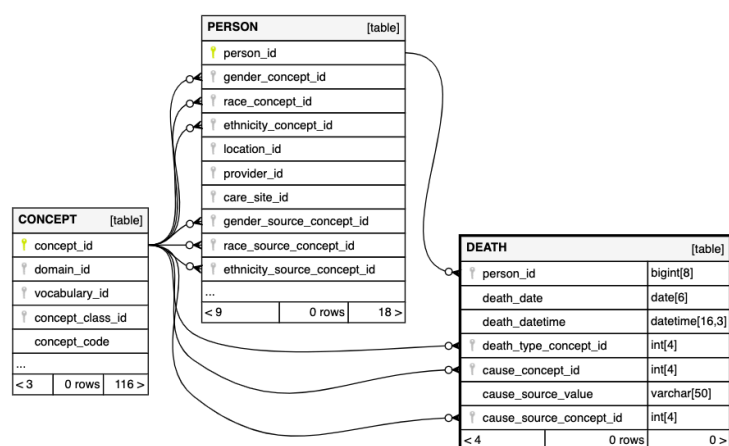 PERSON [table]
person_id
gender_concept_id
race_concept_id
ethnicity_concept_id
location_id
provider_id
care_site_id
gender_source_concept_id
race_source_concept_id
ethnicity_source_concept_id
...
< 9 0 rows 18 >
CONCEPT [table]
concept_id
domain_id
vocabulary_id
concept_class_id
concept_code
...
< 3 0 rows 116 >
DEATH [table]
person_id bigint[8]
death_date date[6]
death_datetime datetime[16,3]
death_type_concept_id int[4]
cause_concept_id int[4]
cause_source_value varchar[50]
cause_source_concept_id int[4]
< 4 0 rows 0 >